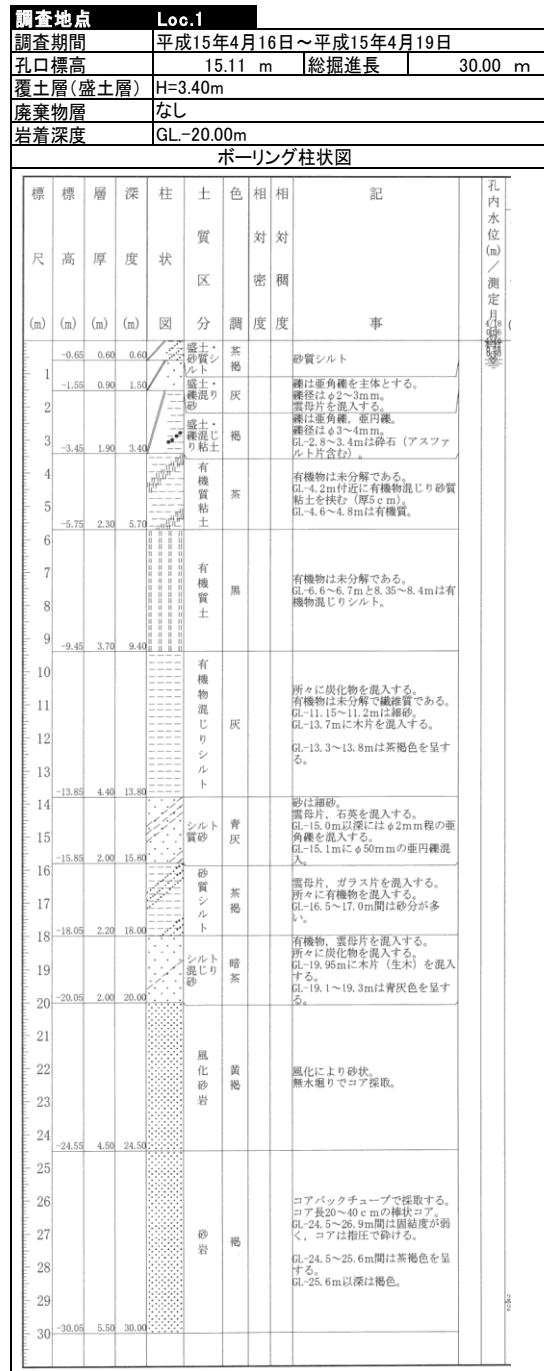 調査地点 Loc.1
調査期間 平成15年4月16日～平成15年4月19日
孔口標高 15.11 m 総掘進長 30.00 m
覆土層(盛土層) H=3.40m
廃棄物層 なし
岩着深度 GL.-20.00m
ボーリング柱状図
標尺(m) 標高(m) 層厚(m) 深度(m) 柱状図 土質区分 色調 相対密度 相対稠度 記事 孔内水位(m)／測定月
-0.65 0.60 0.60 盛土・砂質シルト 茶褐 砂質シルト
1
-1.55 0.90 1.50 盛土・礫混り砂 灰 礫は亜角礫を主体とする。
礫径はφ2～3mm。
雲母片を混入する。
2
3
-3.45 1.90 3.40 盛土・礫混じり粘土 褐 礫は亜角礫、亜円礫。
礫径はφ3～4mm。
GL-2.8～3.4mは砕石（アスファルト片含む）。
4
5
-5.75 2.30 5.70 有機質粘土 茶 有機物は未分解である。
GL-4.2m付近に有機物混じり砂質
粘土を挟む（厚5cm）。
GL-4.6～4.8mは有機質。
6
7
8
9
-9.45 3.70 9.40 有機質土 黒 有機物は未分解である。
GL-6.6～6.7mと8.35～8.4mは有
機物混じりシルト。
10
11
12
13
-13.85 4.40 13.80 有機物混じりシルト 灰 所々に炭化物を混入する。
有機物は未分解で繊維質である。
GL-11.15～11.2mは細砂。
GL-13.7mに木片を混入する。
GL-13.3～13.8mは茶褐色を呈す
る。
14
15
-15.85 2.00 15.80 シルト質砂 青灰 砂は細砂。
雲母片、石英を混入する。
GL-15.0m以深にはφ2mm程の亜
角礫を混入する。
GL-15.1mにφ50mmの亜円礫混
入。
16
17
18
-18.05 2.20 18.00 砂質シルト 茶褐 雲母片、ガラス片を混入する。
所々に有機物を混入する。
GL-16.5～17.0m間は砂分が多
い。
19
20
-20.05 2.00 20.00 シルト混じり砂 暗茶 有機物、雲母片を混入する。
所々に炭化物を混入する。
GL-19.95mに木片（生木）を混入
する。
GL-19.1～19.3mは青灰色を呈す
る。
21
22
23
24
-24.55 4.50 24.50 風化砂岩 黄褐 風化により砂状。
無水堀りでコア採取。
25
26
27
28
29
30
-30.05 5.50 30.00 砂岩 褐 コアパックチューブで採取する。
コア長20～40cmの棒状コア。
GL-24.5～26.9m間は固結度が弱
く、コアは指圧で砕ける。
GL-24.5～25.6m間は茶褐色を呈
する。
GL-25.6m以深は褐色。